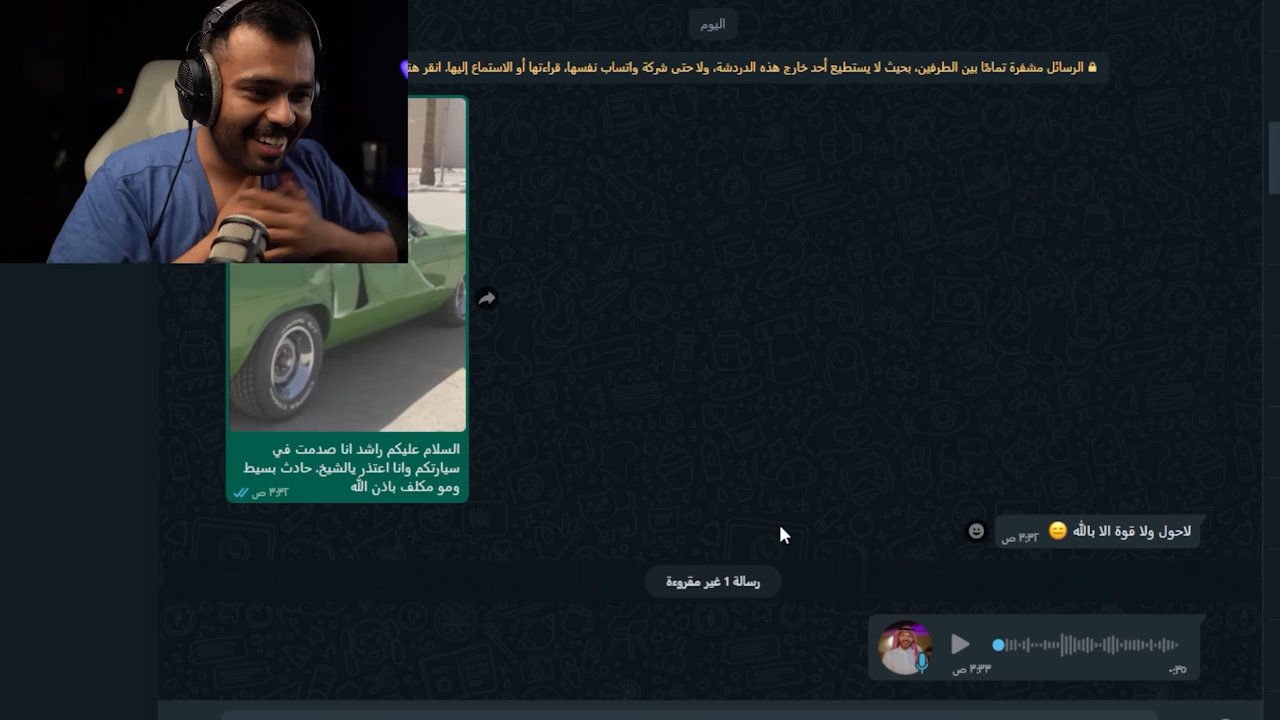 اليوم
الرسائل مشفرة تمامًا بين الطرفين، بحيث لا يستطيع أحد خارج هذه الدردشة، ولا حتى شركة واتساب نفسها، قراءتها أو الاستماع إليها. انقر
السلام عليكم راشد انا صدمت في
سيارتكم وانا اعتذر يالشيخ. حادث بسيط
ومو مكلف باذن الله
٣:٣٢ ص
لاحول ولا قوة الا بالله 😑
٣:٣٢ ص
رسالة 1 غير مقروءة
٠:٣٥
٣:٣٣ ص